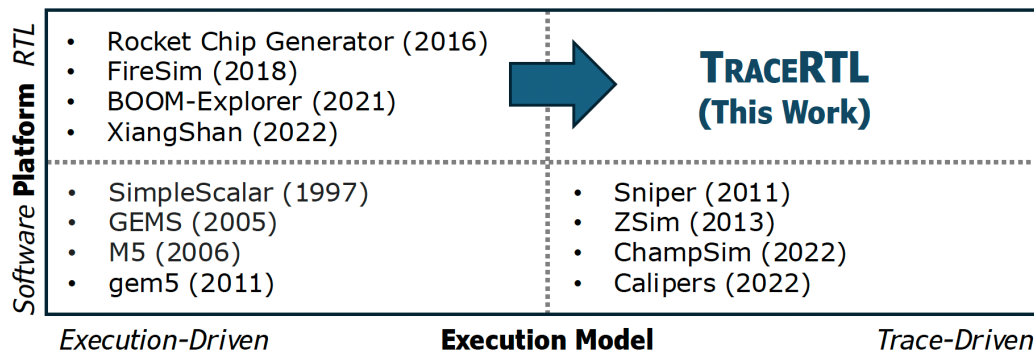 Software Platform RTL
• Rocket Chip Generator (2016)
• FireSim (2018)
• BOOM-Explorer (2021)
• XiangShan (2022)
TRACERTL
(This Work)
• SimpleScalar (1997)
• GEMS (2005)
• M5 (2006)
• gem5 (2011)
• Sniper (2011)
• ZSim (2013)
• ChampSim (2022)
• Calipers (2022)
Execution-Driven Execution Model Trace-Driven